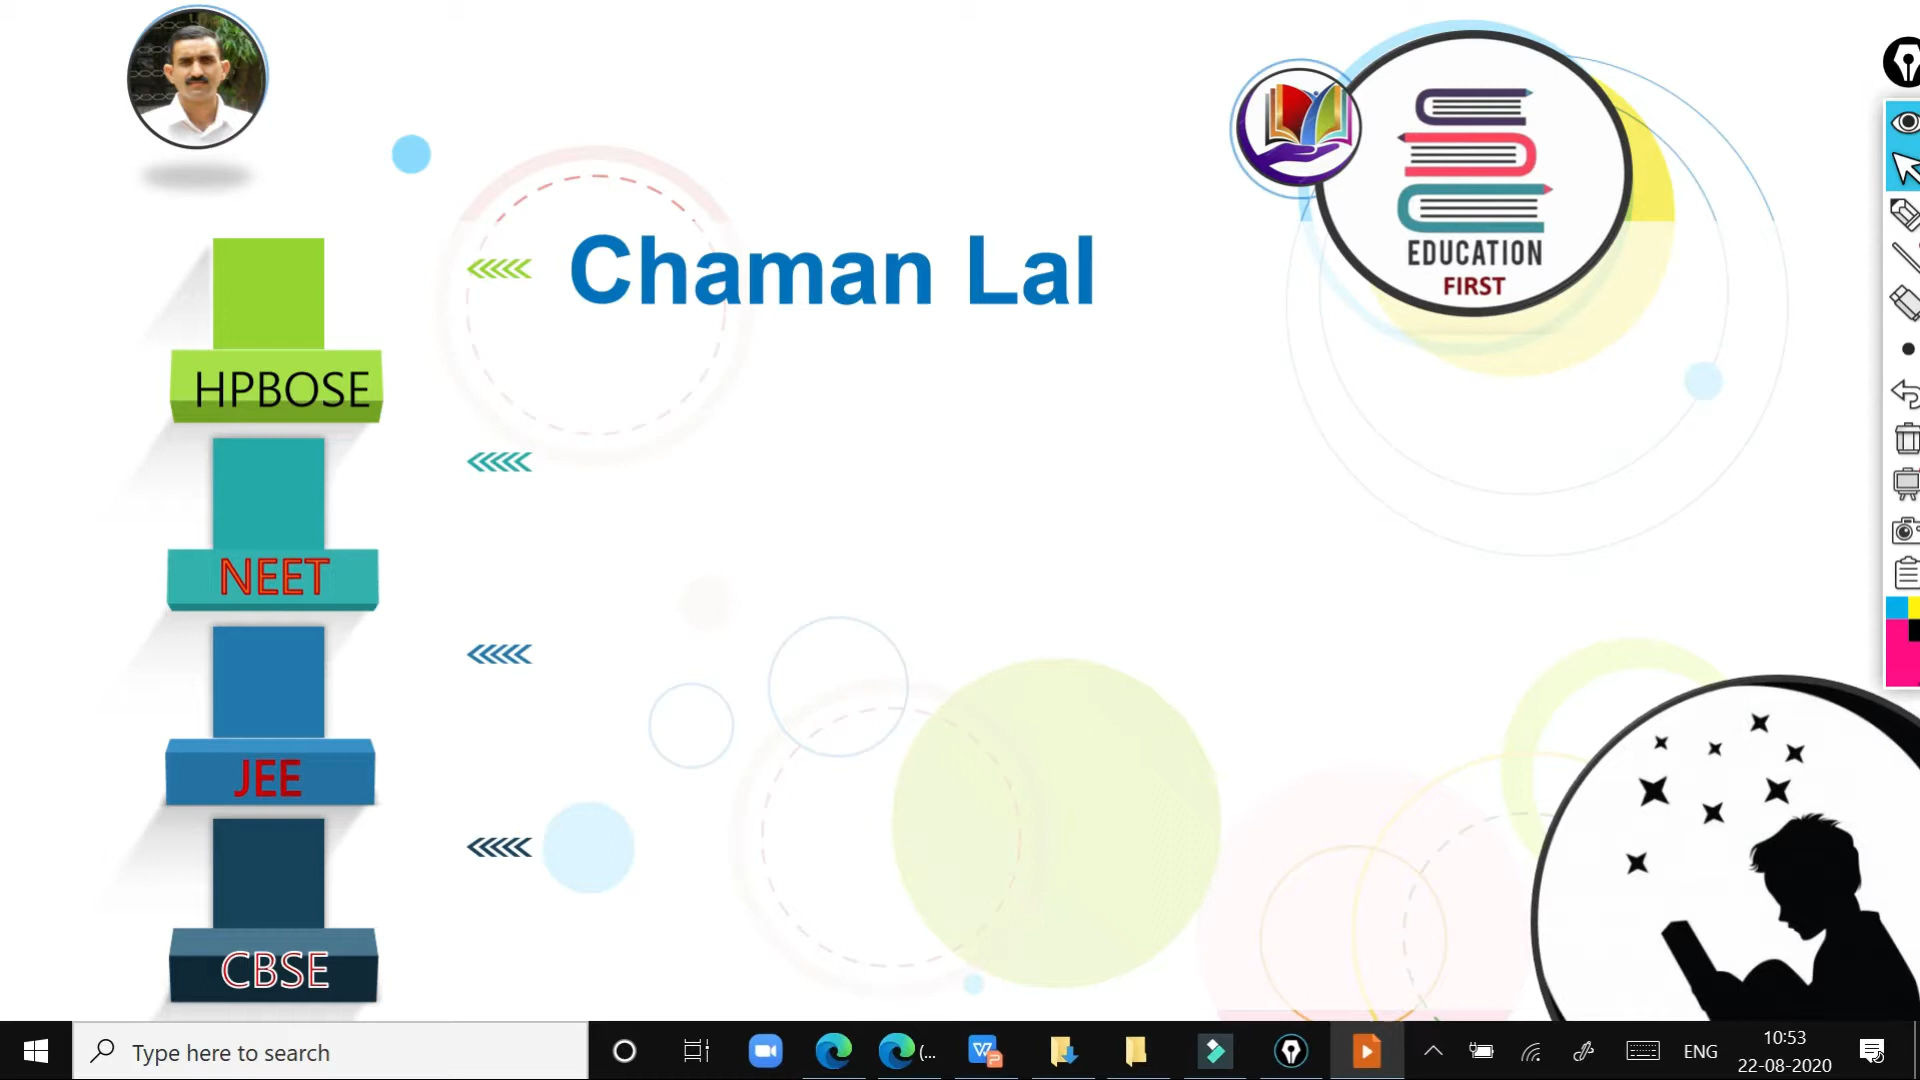 Chaman Lal
EDUCATION
FIRST
HPBOSE
NEET
JEE
CBSE
Type here to search
(...
ENG
10:53
22-08-2020